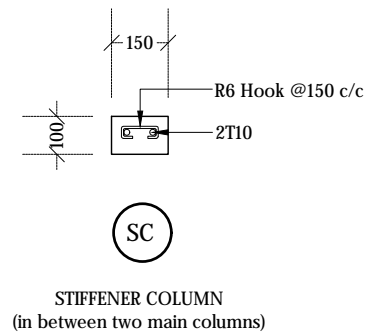 150
R6 Hook @150 c/c
100
2T10
SC
STIFFENER COLUMN
(in between two main columns)